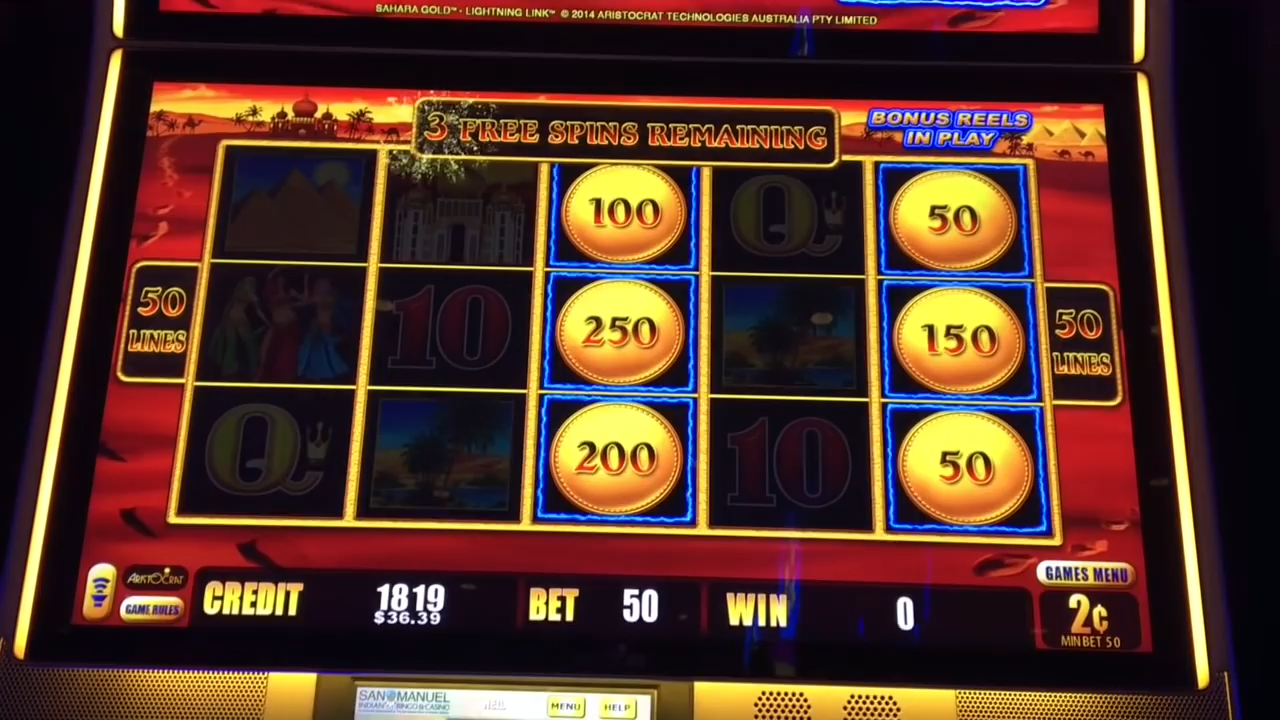 SAHARA GOLD™ - LIGHTNING LINK™ © 2014 ARISTOCRAT TECHNOLOGIES AUSTRALIA PTY LIMITED
3 FREE SPINS REMAINING
BONUS REELS
IN PLAY
100
Q
50
50
LINES
10
250
150
50
LINES
Q
200
10
50
ARISTOCRAT
GAME RULES
CREDIT
1819
$36.39
BET
50
WIN
0
GAMES MENU
2¢
MIN BET 50
SAN MANUEL
INDIAN BINGO & CASINO
MENU
HELP